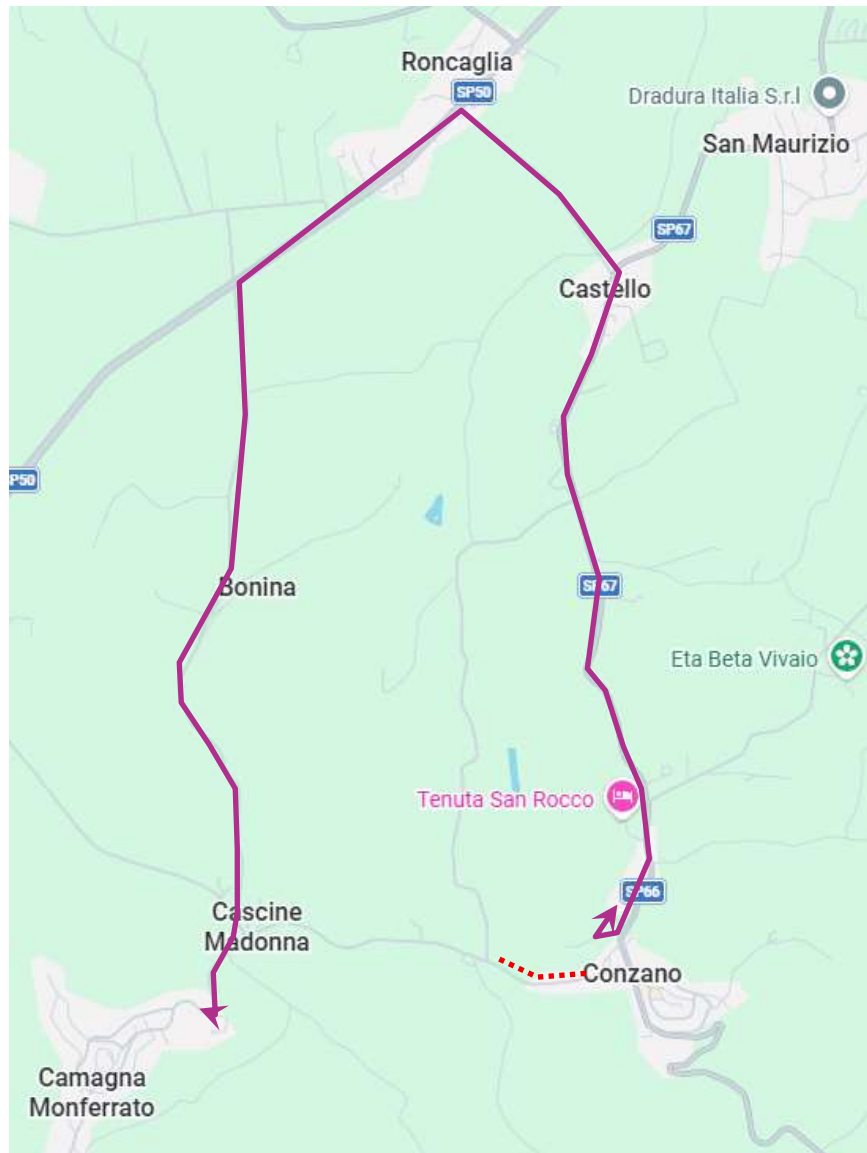 Roncaglia
SP50
Dradura Italia S.r.l
San Maurizio
SP67
Castello
P50
Bonina
SP67
Eta Beta Vivaio
Tenuta San Rocco
SP66
Cascine
Madonna
Conzano
Camagna
Monferrato